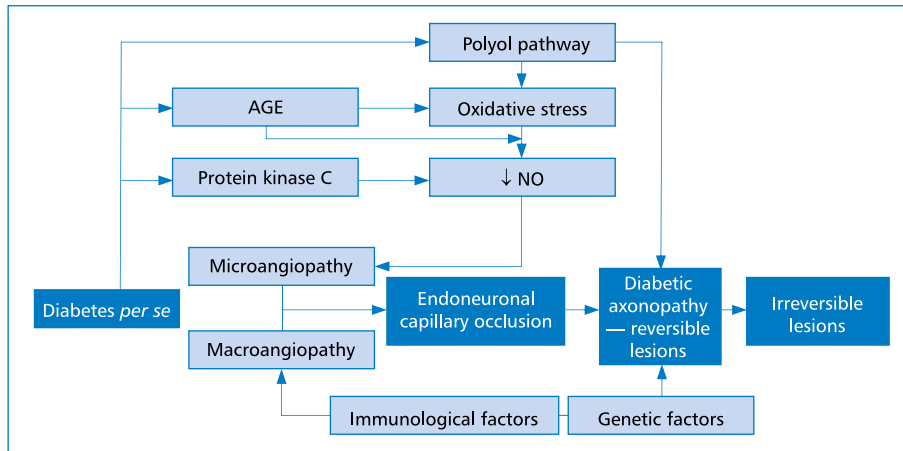 Polyol pathway
AGE
Oxidative stress
Protein kinase C
↓ NO
Microangiopathy
Diabetes per se
Endoneuronal
capillary occlusion
Diabetic
axonopathy
— reversible
lesions
Irreversible
lesions
Macroangiopathy
Immunological factors
Genetic factors